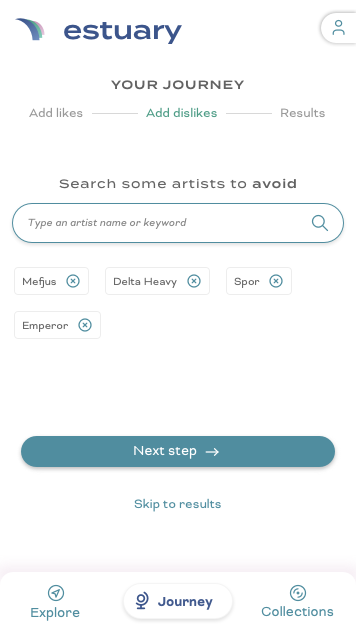 estuary
YOUR JOURNEY
Add likes Add dislikes Results
Search some artists to avoid
Type an artist name or keyword
Mefjus Delta Heavy Spor
Emperor
Next step →
Skip to results
Explore Journey Collections